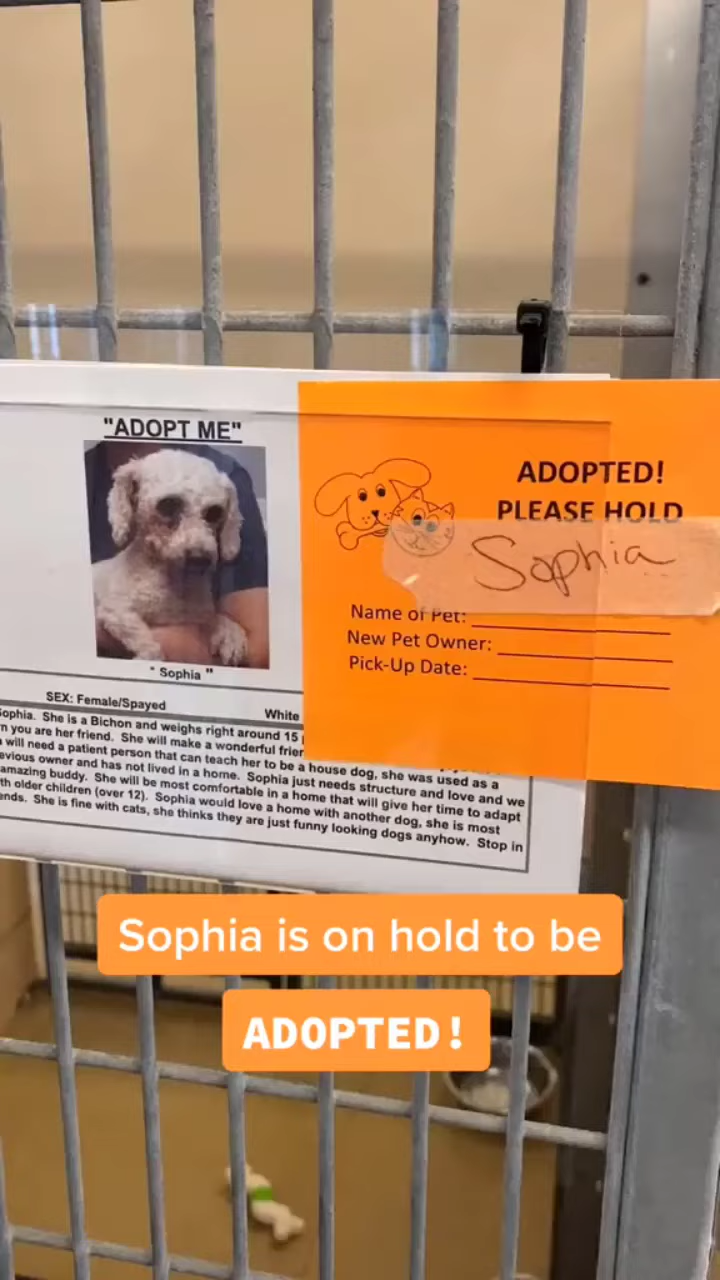 "ADOPT ME"
" Sophia "
SEX: Female/Spayed
White
Sophia. She is a Bichon and weighs right around 15
you are her friend. She will make a wonderful
will need a patient person that can teach her to be a house dog, she was used as a
owner and has not lived in a home. Sophia just needs structure and love and we
amazing buddy. She will be most comfortable in a home that will give her time to adapt
older children (over 12). Sophia would love a home with another dog, she is most
She is fine with cats, she thinks they are just funny looking dogs anyhow. Stop in
ADOPTED!
PLEASE HOLD
Sophia
Name of Pet:
New Pet Owner:
Pick-Up Date:
Sophia is on hold to be
ADOPTED!